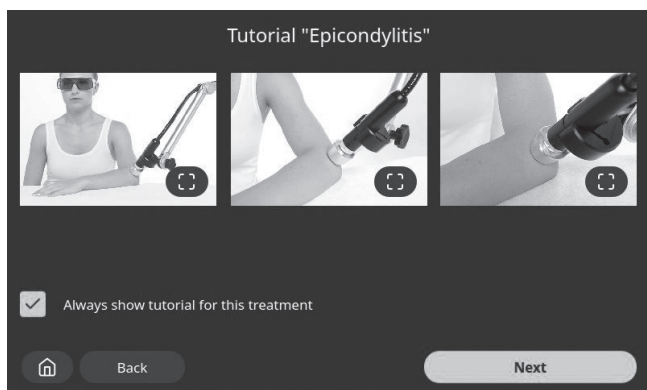 Tutorial "Epicondylitis"
Always show tutorial for this treatment
Back
Next